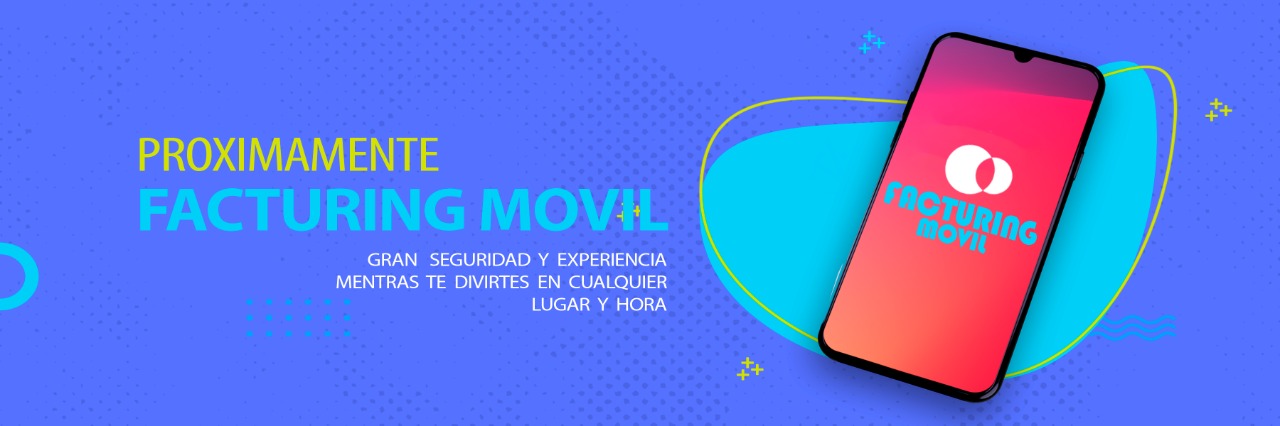 PROXIMAMENTE
FACTURING MOVIL
GRAN SEGURIDAD Y EXPERIENCIA
MENTRAS TE DIVIRTES EN CUALQUIER
LUGAR Y HORA
FACTURING
MOVIL